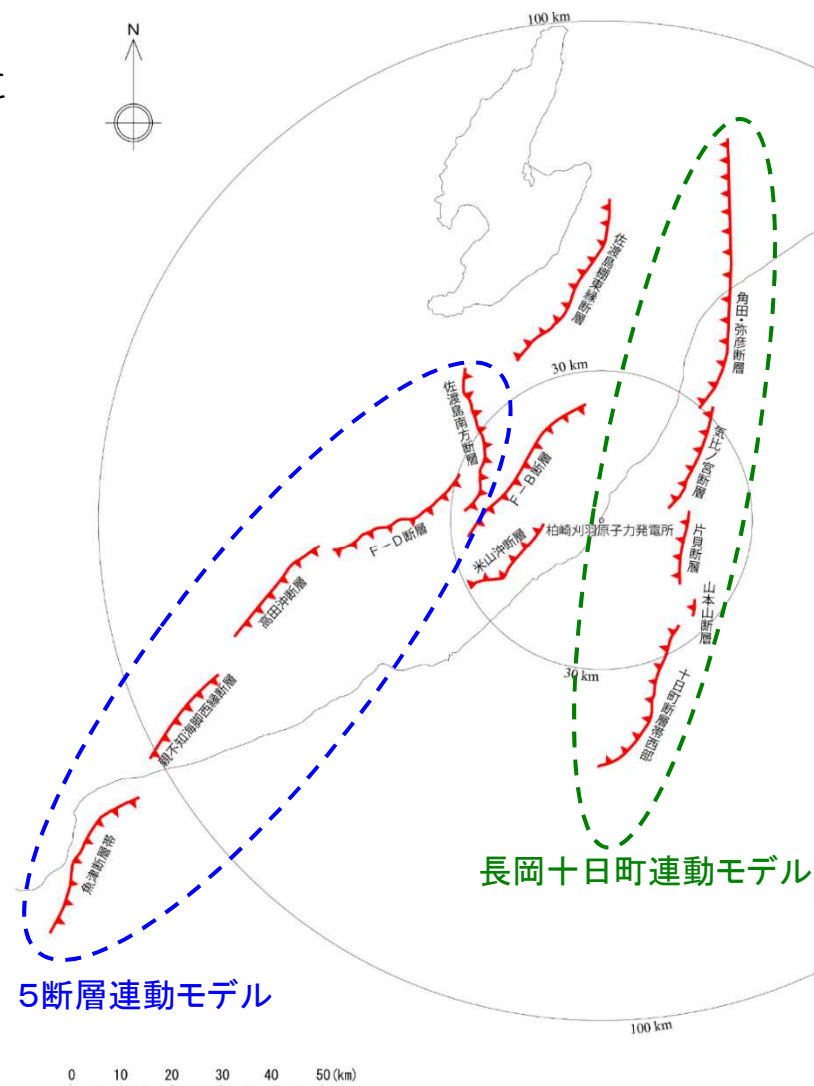 100 km
N
に
佐渡島棚東縁断層
角田・弥彦断層
30 km
佐渡島南方断層
気比ノ宮断層
F－B断層
F－D断層
柏崎刈羽原子力発電所
片貝断層
米山沖断層
高田沖断層
山本山断層
30 km
十日町断層帯西部
親不知海脚西縁断層
魚津断層帯
長岡十日町連動モデル
5断層連動モデル
100 km
0 10 20 30 40 50(km)